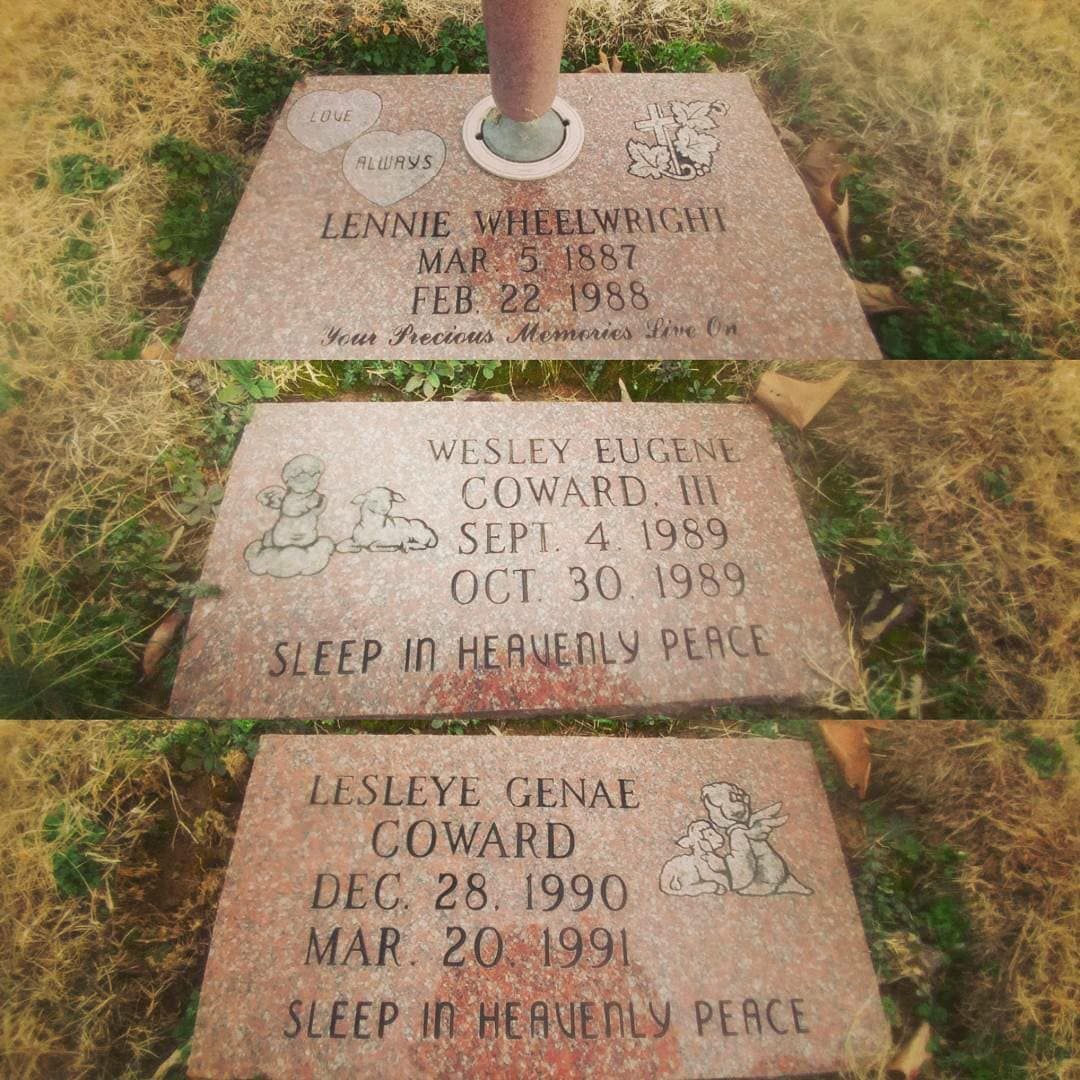 LOVE
ALWAYS
LENNIE WHEELWRIGHT
MAR. 5. 1887
FEB. 22. 1988
Your Precious Memories Live On
WESLEY EUGENE
COWARD, III
SEPT. 4. 1989
OCT. 30. 1989
SLEEP IN HEAVENLY PEACE
LESLEYE GENAE
COWARD
DEC. 28. 1990
MAR. 20. 1991
SLEEP IN HEAVENLY PEACE